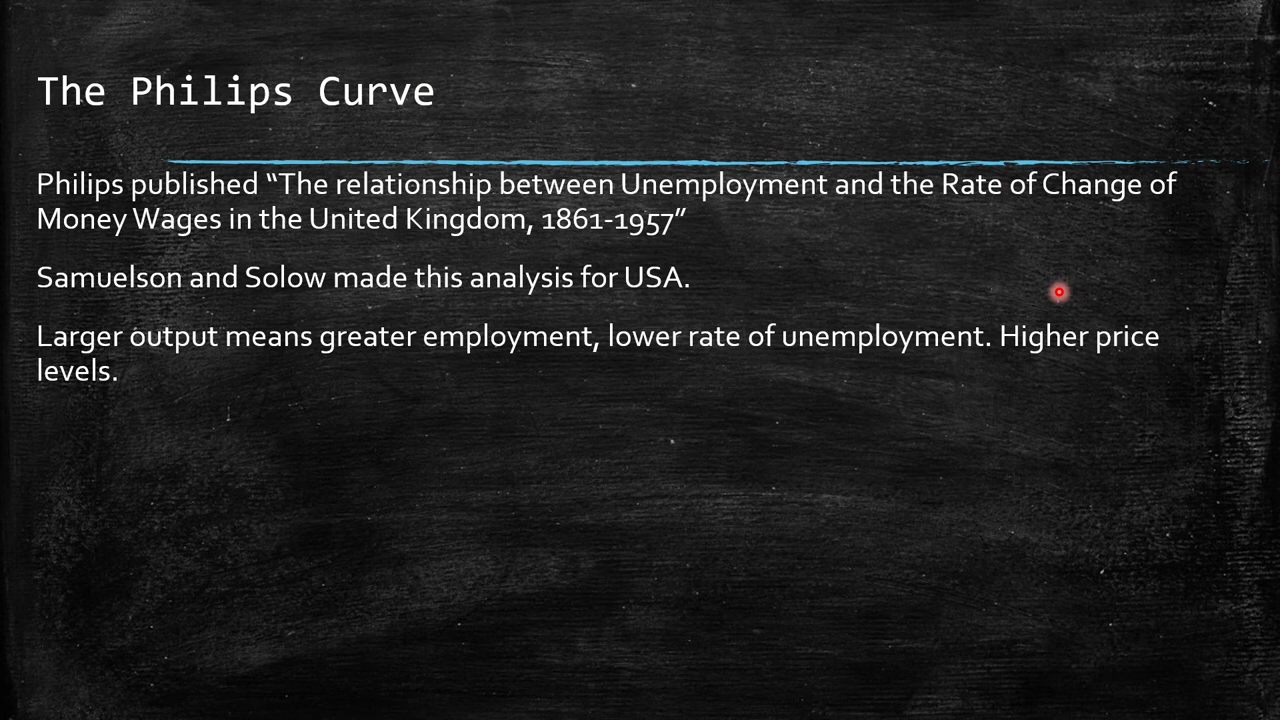 The Philips Curve
Philips published “The relationship between Unemployment and the Rate of Change of
Money Wages in the United Kingdom, 1861-1957”
Samuelson and Solow made this analysis for USA.
Larger output means greater employment, lower rate of unemployment. Higher price
levels.